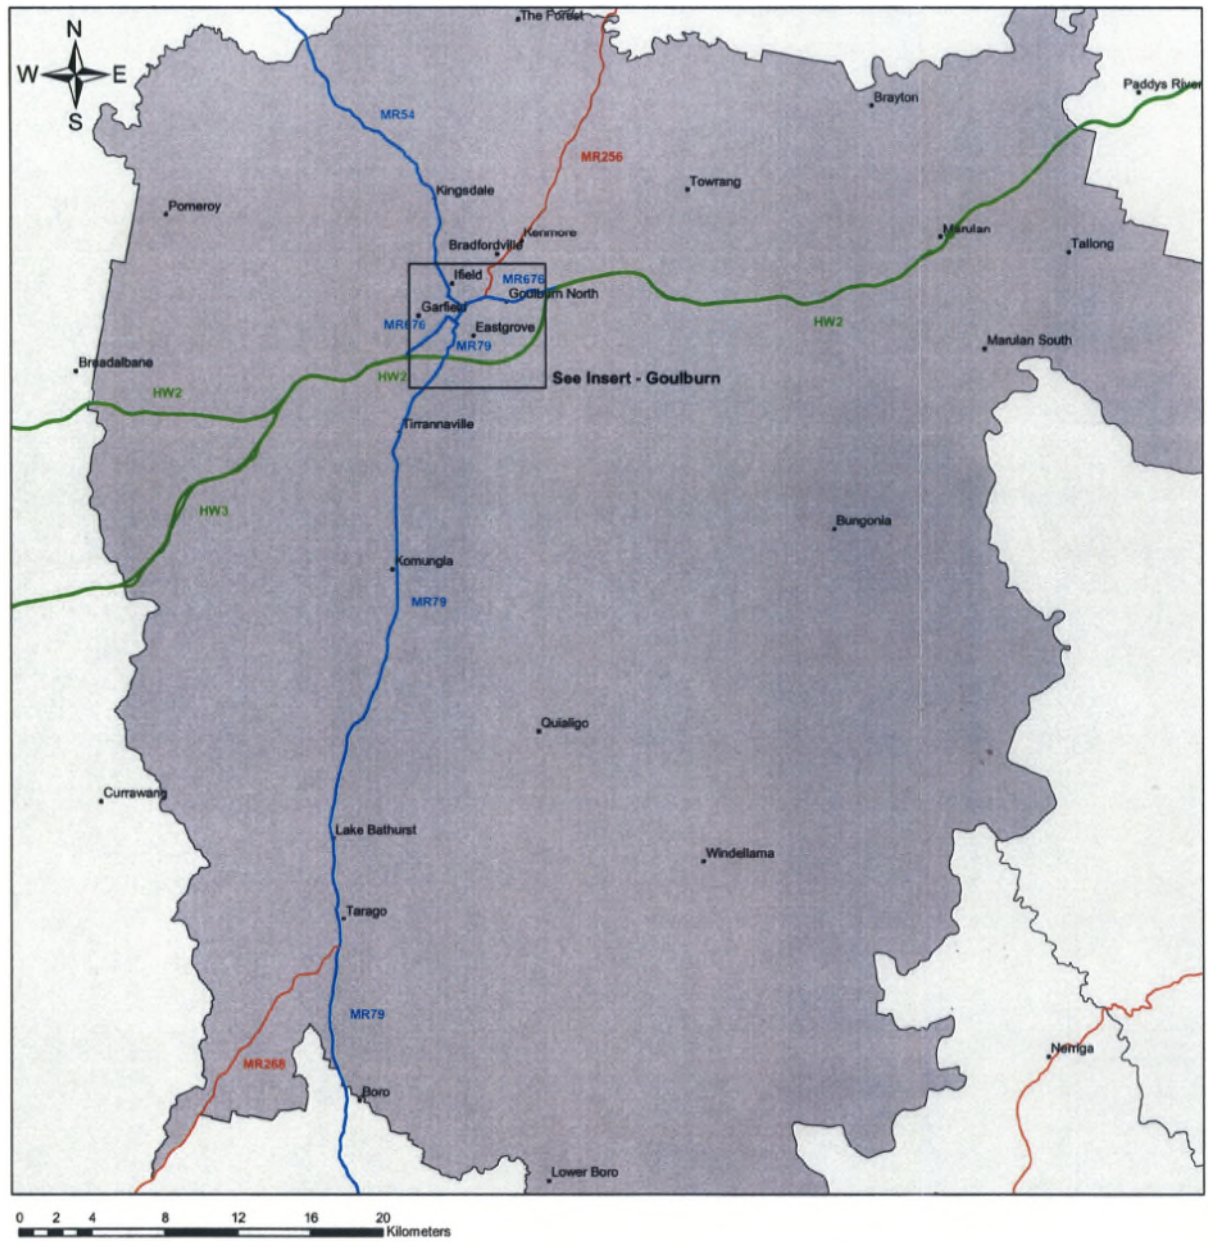 The Forest
N
W E
S
Paddys River
Brayton
MR54
MR256
Kingsdale
Towrang
Pomeroy
Kenmore
Marulan
Bradfordville
Tallong
Ifield
MR676
Goulburn North
Garfield
MR676
Eastgrove
HW2
MR79
Marulan South
Breadalbane
HW2
See Insert - Goulburn
HW2
Tirrannaville
HW3
Bungonia
Komungla
MR79
Quialigo
Currawang
Lake Bathurst
Windellama
Tarago
MR79
Nerriga
MR268
Boro
Lower Boro
0 2 4 8 12 16 20
Kilometers